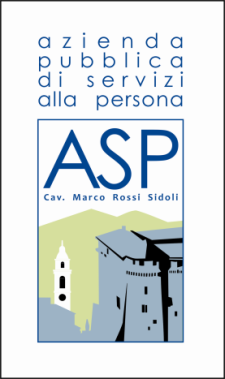 azienda
pubblica
di servizi
alla persona
ASP
Cav. Marco Rossi Sidoli